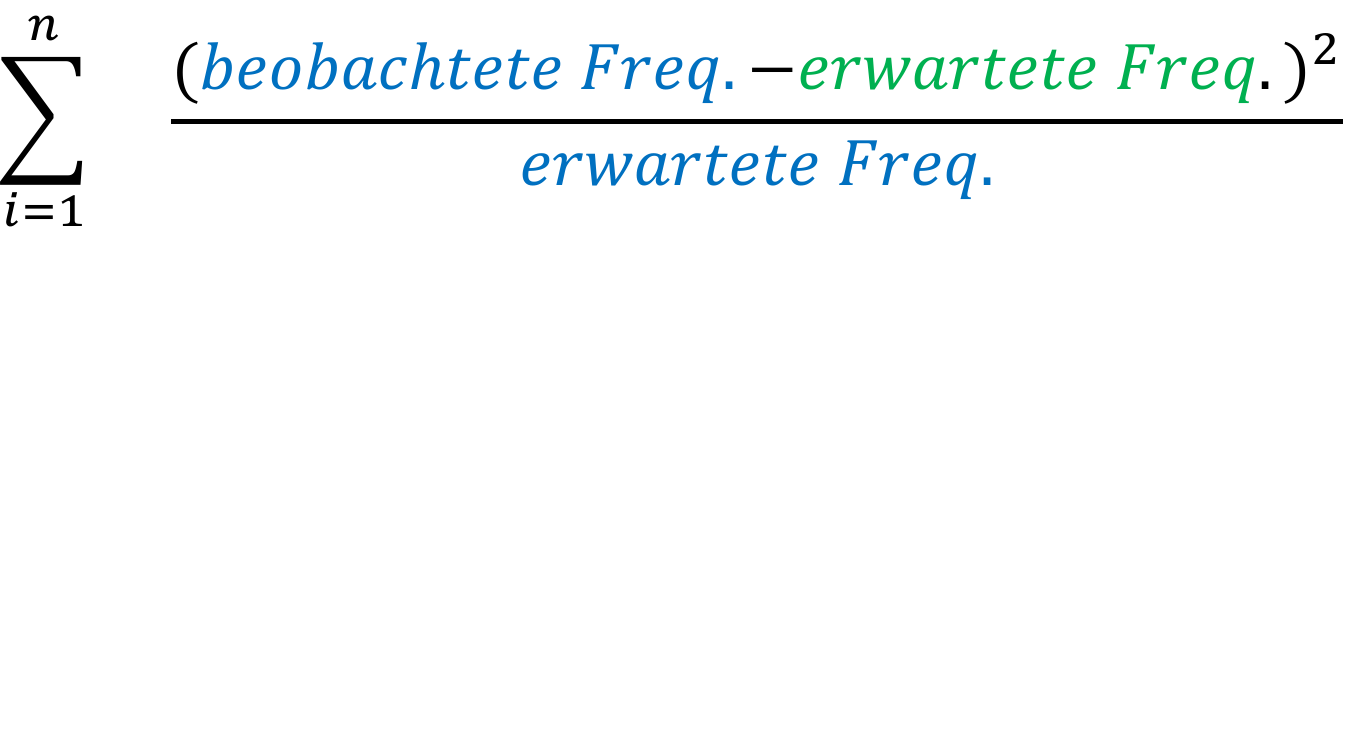 n
∑ (beobachtete Freq. −erwartete Freq. )²
erwartete Freq.
i=1